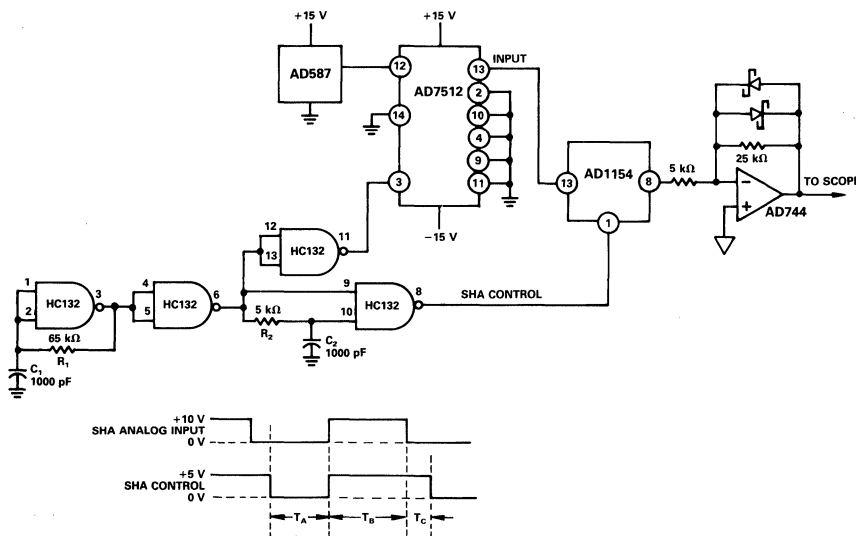 +15 V
+15 V
AD587
12
AD7512
13
INPUT
2
14
10
4
9
3
11
-15 V
AD1154
13
8
1
5 kΩ
25 kΩ
-
+
AD744
TO SCOPE
12
13
HC132
11
1
2
HC132
3
4
5
HC132
6
9
10
HC132
8
SHA CONTROL
65 kΩ
R1
5 kΩ
R2
C1
1000 pF
C2
1000 pF
+10 V
SHA ANALOG INPUT
0 V
+5 V
SHA CONTROL
0 V
TA
TB
TC